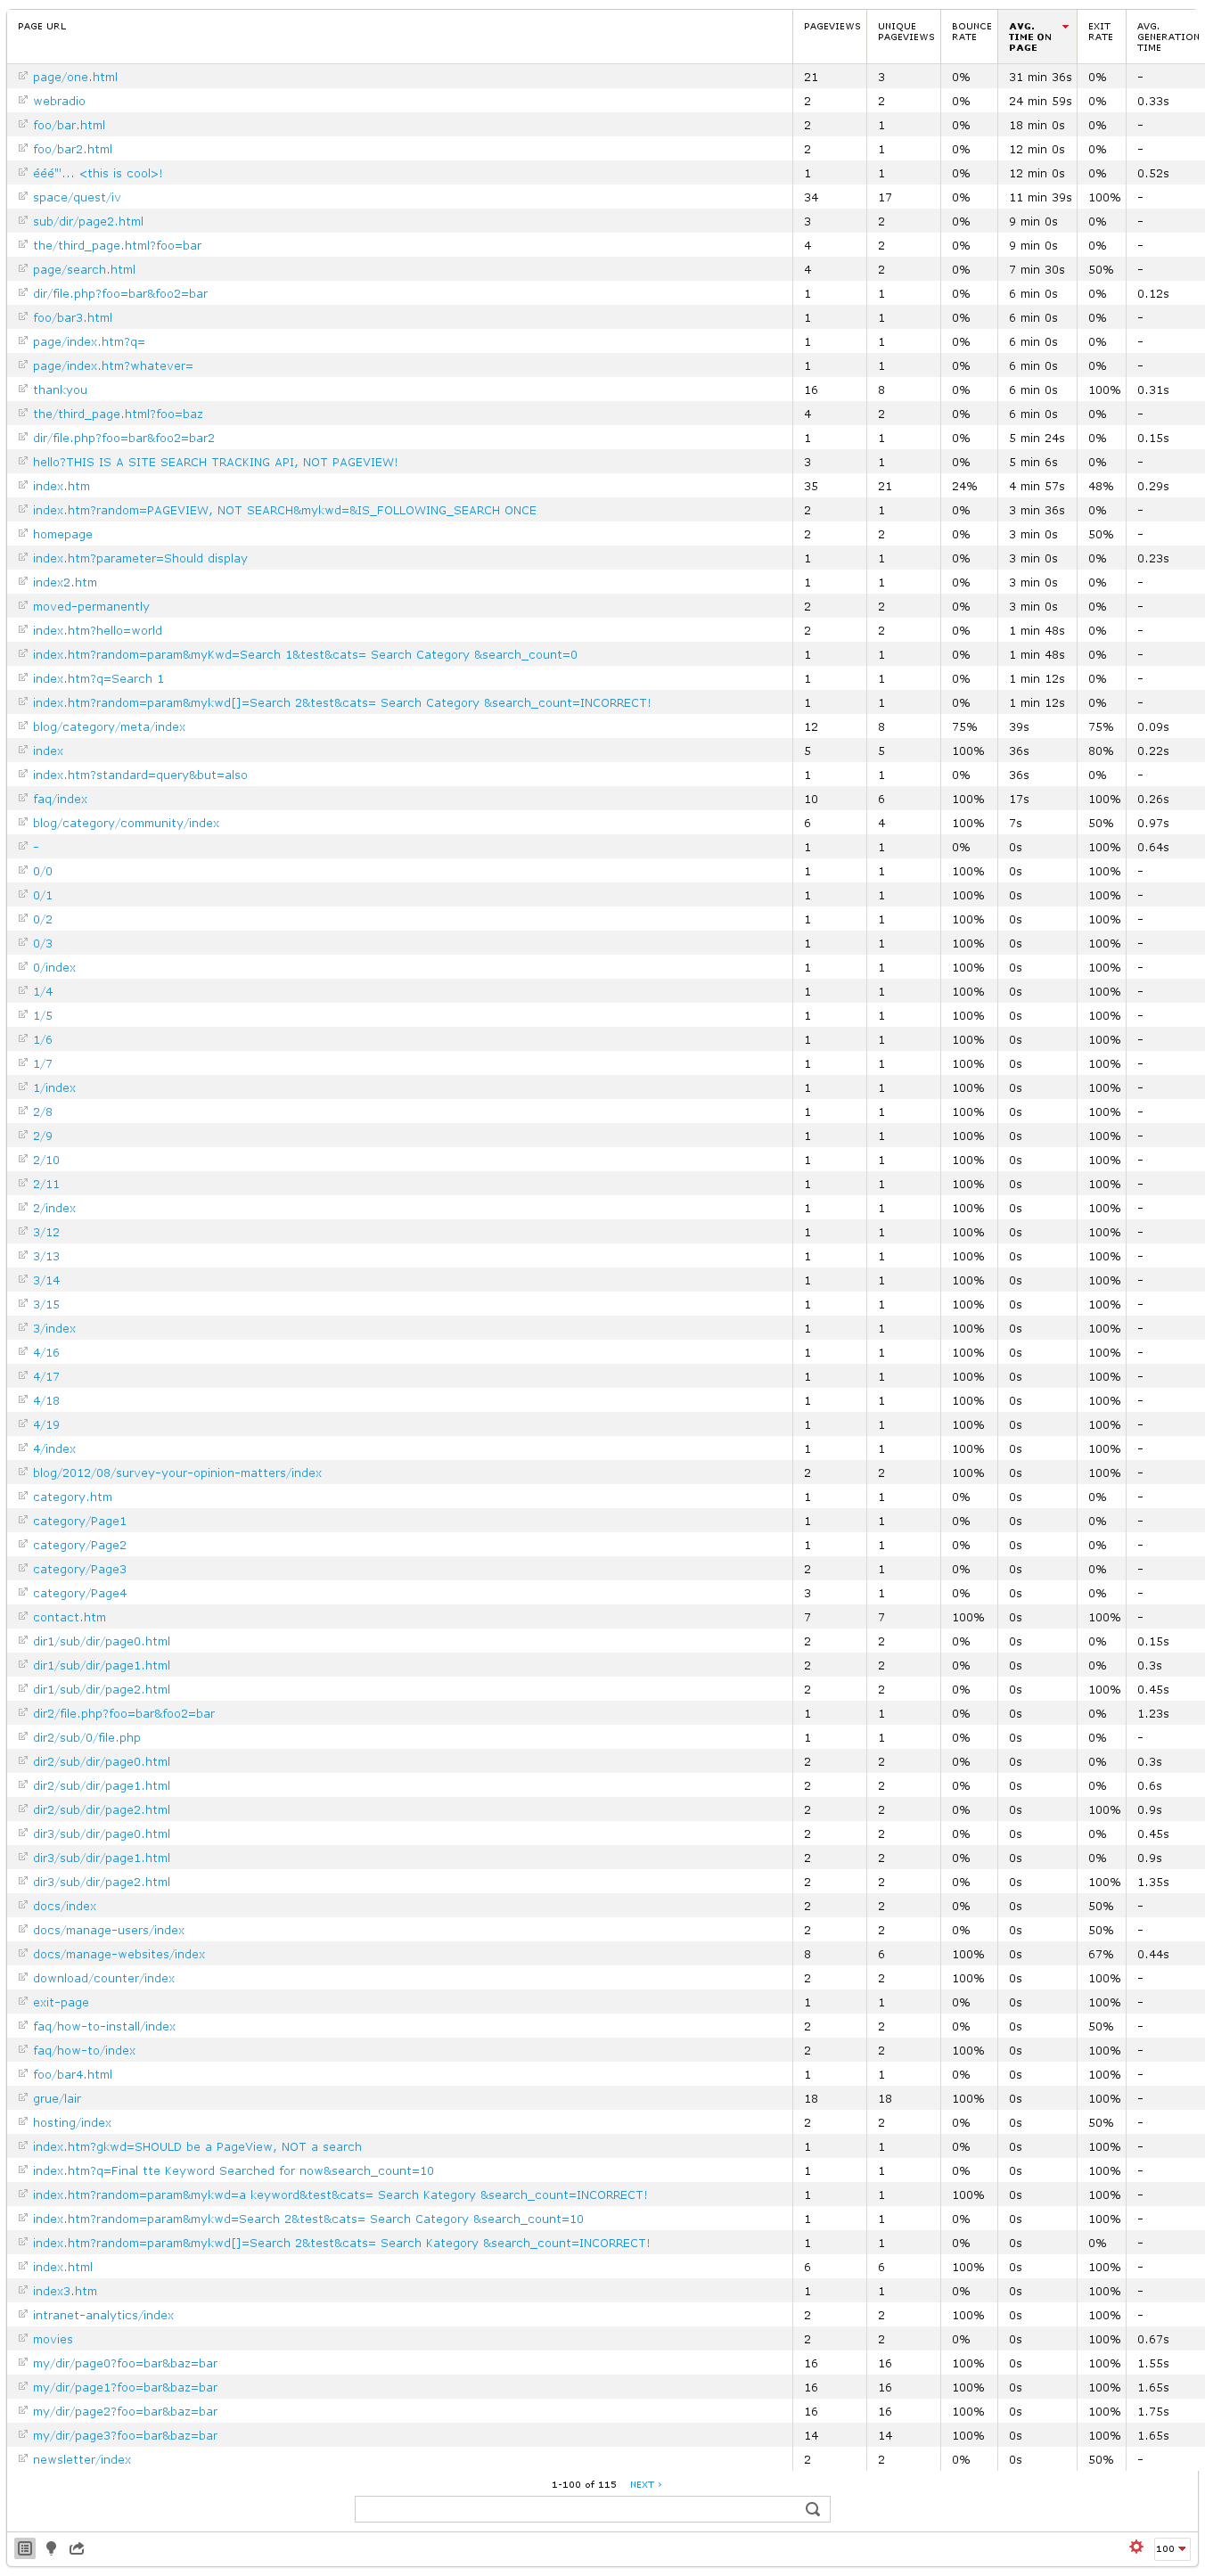 PAGE URL PAGEVIEWS UNIQUE PAGEVIEWS BOUNCE RATE AVG. TIME ON PAGE EXIT RATE AVG. GENERATION TIME
page/one.html 21 3 0% 31 min 36s 0% -
webradio 2 2 0% 24 min 59s 0% 0.33s
foo/bar.html 2 1 0% 18 min 0s 0% -
foo/bar2.html 2 1 0% 12 min 0s 0% -
ééé"'... <this is cool>! 1 1 0% 12 min 0s 0% 0.52s
space/quest/iv 34 17 0% 11 min 39s 100% -
sub/dir/page2.html 3 2 0% 9 min 0s 0% -
the/third_page.html?foo=bar 4 2 0% 9 min 0s 0% -
page/search.html 4 2 0% 7 min 30s 50% -
dir/file.php?foo=bar&foo2=bar 1 1 0% 6 min 0s 0% 0.12s
foo/bar3.html 1 1 0% 6 min 0s 0% -
page/index.htm?q= 1 1 0% 6 min 0s 0% -
page/index.htm?whatever= 1 1 0% 6 min 0s 0% -
thankyou 16 8 0% 6 min 0s 100% 0.31s
the/third_page.html?foo=baz 4 2 0% 6 min 0s 0% -
dir/file.php?foo=bar&foo2=bar2 1 1 0% 5 min 24s 0% 0.15s
hello?THIS IS A SITE SEARCH TRACKING API, NOT PAGEVIEW! 3 1 0% 5 min 6s 0% -
index.htm 35 21 24% 4 min 57s 48% 0.29s
index.htm?random=PAGEVIEW, NOT SEARCH&mykwd=&IS_FOLLOWING_SEARCH ONCE 2 1 0% 3 min 36s 0% -
homepage 2 2 0% 3 min 0s 50% -
index.htm?parameter=Should display 1 1 0% 3 min 0s 0% 0.23s
index2.htm 1 1 0% 3 min 0s 0% -
moved-permanently 2 2 0% 3 min 0s 0% -
index.htm?hello=world 2 2 0% 1 min 48s 0% -
index.htm?random=param&myKwd=Search 1&test&cats= Search Category &search_count=0 1 1 0% 1 min 48s 0% -
index.htm?q=Search 1 1 1 0% 1 min 12s 0% -
index.htm?random=param&mykwd[]=Search 2&test&cats= Search Category &search_count=INCORRECT! 1 1 0% 1 min 12s 0% -
blog/category/meta/index 12 8 75% 39s 75% 0.09s
index 5 5 100% 36s 80% 0.22s
index.htm?standard=query&but=also 1 1 0% 36s 0% -
faq/index 10 6 100% 17s 100% 0.26s
blog/category/community/index 6 4 100% 7s 50% 0.97s
- 1 1 0% 0s 100% 0.64s
0/0 1 1 100% 0s 100% -
0/1 1 1 100% 0s 100% -
0/2 1 1 100% 0s 100% -
0/3 1 1 100% 0s 100% -
0/index 1 1 100% 0s 100% -
1/4 1 1 100% 0s 100% -
1/5 1 1 100% 0s 100% -
1/6 1 1 100% 0s 100% -
1/7 1 1 100% 0s 100% -
1/index 1 1 100% 0s 100% -
2/8 1 1 100% 0s 100% -
2/9 1 1 100% 0s 100% -
2/10 1 1 100% 0s 100% -
2/11 1 1 100% 0s 100% -
2/index 1 1 100% 0s 100% -
3/12 1 1 100% 0s 100% -
3/13 1 1 100% 0s 100% -
3/14 1 1 100% 0s 100% -
3/15 1 1 100% 0s 100% -
3/index 1 1 100% 0s 100% -
4/16 1 1 100% 0s 100% -
4/17 1 1 100% 0s 100% -
4/18 1 1 100% 0s 100% -
4/19 1 1 100% 0s 100% -
4/index 1 1 100% 0s 100% -
blog/2012/08/survey-your-opinion-matters/index 2 2 100% 0s 100% -
category.htm 1 1 0% 0s 0% -
category/Page1 1 1 0% 0s 0% -
category/Page2 1 1 0% 0s 0% -
category/Page3 2 1 0% 0s 0% -
category/Page4 3 1 0% 0s 0% -
contact.htm 7 7 100% 0s 100% -
dir1/sub/dir/page0.html 2 2 0% 0s 0% 0.15s
dir1/sub/dir/page1.html 2 2 0% 0s 0% 0.3s
dir1/sub/dir/page2.html 2 2 0% 0s 100% 0.45s
dir2/file.php?foo=bar&foo2=bar 1 1 0% 0s 0% 1.23s
dir2/sub/0/file.php 1 1 0% 0s 0% -
dir2/sub/dir/page0.html 2 2 0% 0s 0% 0.3s
dir2/sub/dir/page1.html 2 2 0% 0s 0% 0.6s
dir2/sub/dir/page2.html 2 2 0% 0s 100% 0.9s
dir3/sub/dir/page0.html 2 2 0% 0s 0% 0.45s
dir3/sub/dir/page1.html 2 2 0% 0s 0% 0.9s
dir3/sub/dir/page2.html 2 2 0% 0s 100% 1.35s
docs/index 2 2 0% 0s 50% -
docs/manage-users/index 2 2 0% 0s 50% -
docs/manage-websites/index 8 6 100% 0s 67% 0.44s
download/counter/index 2 2 100% 0s 100% -
exit-page 1 1 0% 0s 100% -
faq/how-to-install/index 2 2 0% 0s 50% -
faq/how-to/index 2 2 100% 0s 100% -
foo/bar4.html 1 1 0% 0s 100% -
grue/lair 18 18 100% 0s 100% -
hosting/index 2 2 0% 0s 50% -
index.htm?gkwd=SHOULD be a PageView, NOT a search 1 1 0% 0s 100% -
index.htm?q=Final tte Keyword Searched for now&search_count=10 1 1 0% 0s 100% -
index.htm?random=param&mykwd=a keyword&test&cats= Search Kategory &search_count=INCORRECT! 1 1 100% 0s 100% -
index.htm?random=param&mykwd=Search 2&test&cats= Search Category &search_count=10 1 1 0% 0s 100% -
index.htm?random=param&mykwd[]=Search 2&test&cats= Search Kategory &search_count=INCORRECT! 1 1 0% 0s 0% -
index.html 6 6 100% 0s 100% -
index3.htm 1 1 0% 0s 100% -
intranet-analytics/index 2 2 100% 0s 100% -
movies 2 2 0% 0s 100% 0.67s
my/dir/page0?foo=bar&baz=bar 16 16 100% 0s 100% 1.55s
my/dir/page1?foo=bar&baz=bar 16 16 100% 0s 100% 1.65s
my/dir/page2?foo=bar&baz=bar 16 16 100% 0s 100% 1.75s
my/dir/page3?foo=bar&baz=bar 14 14 100% 0s 100% 1.65s
newsletter/index 2 2 0% 0s 50% -
1-100 of 115 NEXT ›
100